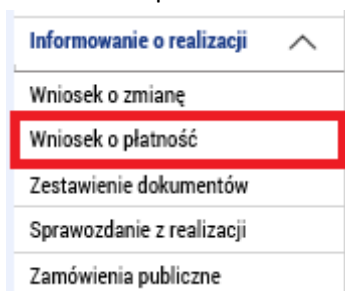 Informowanie o realizacji
Wniosek o zmianę
Wniosek o płatność
Zestawienie dokumentów
Sprawozdanie z realizacji
Zamówienia publiczne